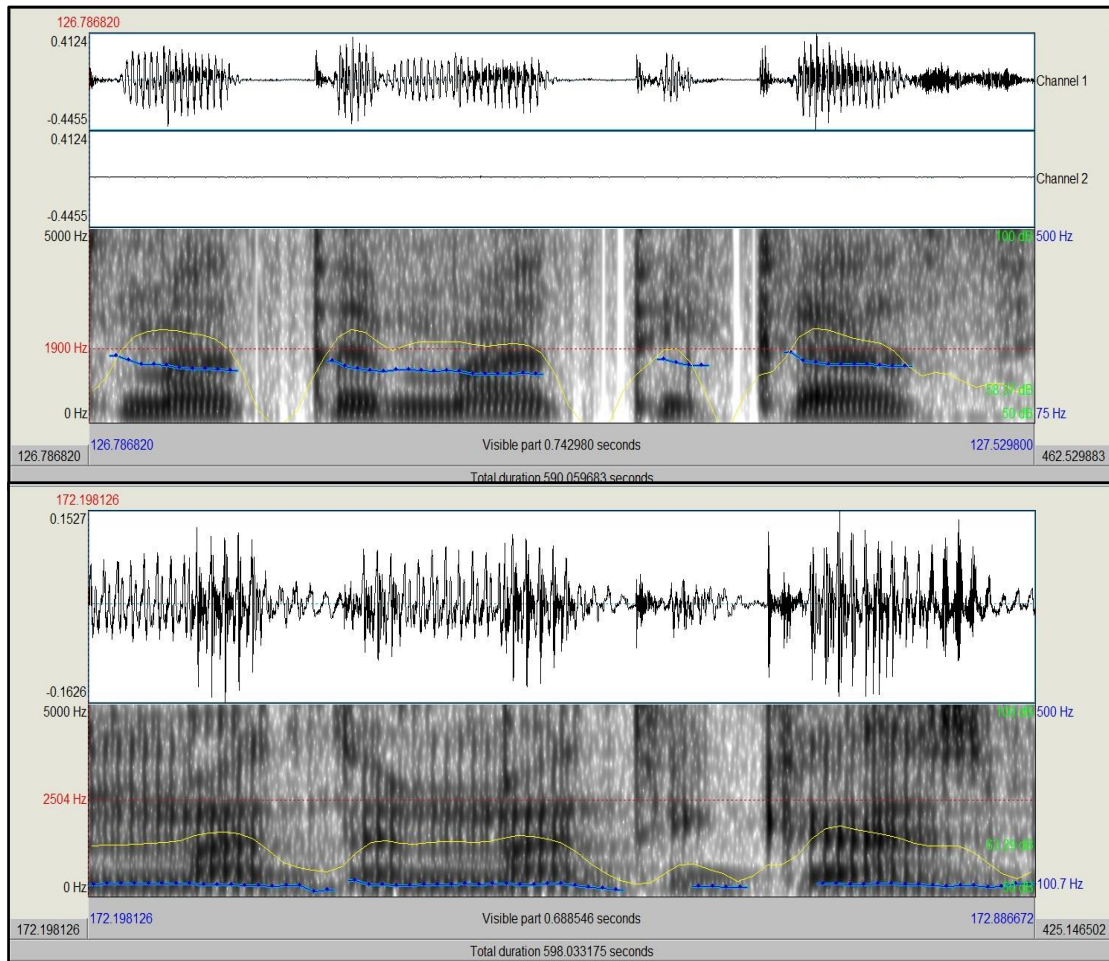 126.786820
0.4124
Channel 1
-0.4455
0.4124
Channel 2
-0.4455
5000 Hz
100 dB
500 Hz
1900 Hz
50 dB
0 Hz
75 Hz
126.786820
Visible part 0.742980 seconds
127.529800
126.786820
462.529883
Total duration 590.059683 seconds
172.198126
0.1527
-0.1626
5000 Hz
500 Hz
2504 Hz
0 Hz
100.7 Hz
172.198126
Visible part 0.688546 seconds
172.886672
172.198126
425.146502
Total duration 598.033175 seconds